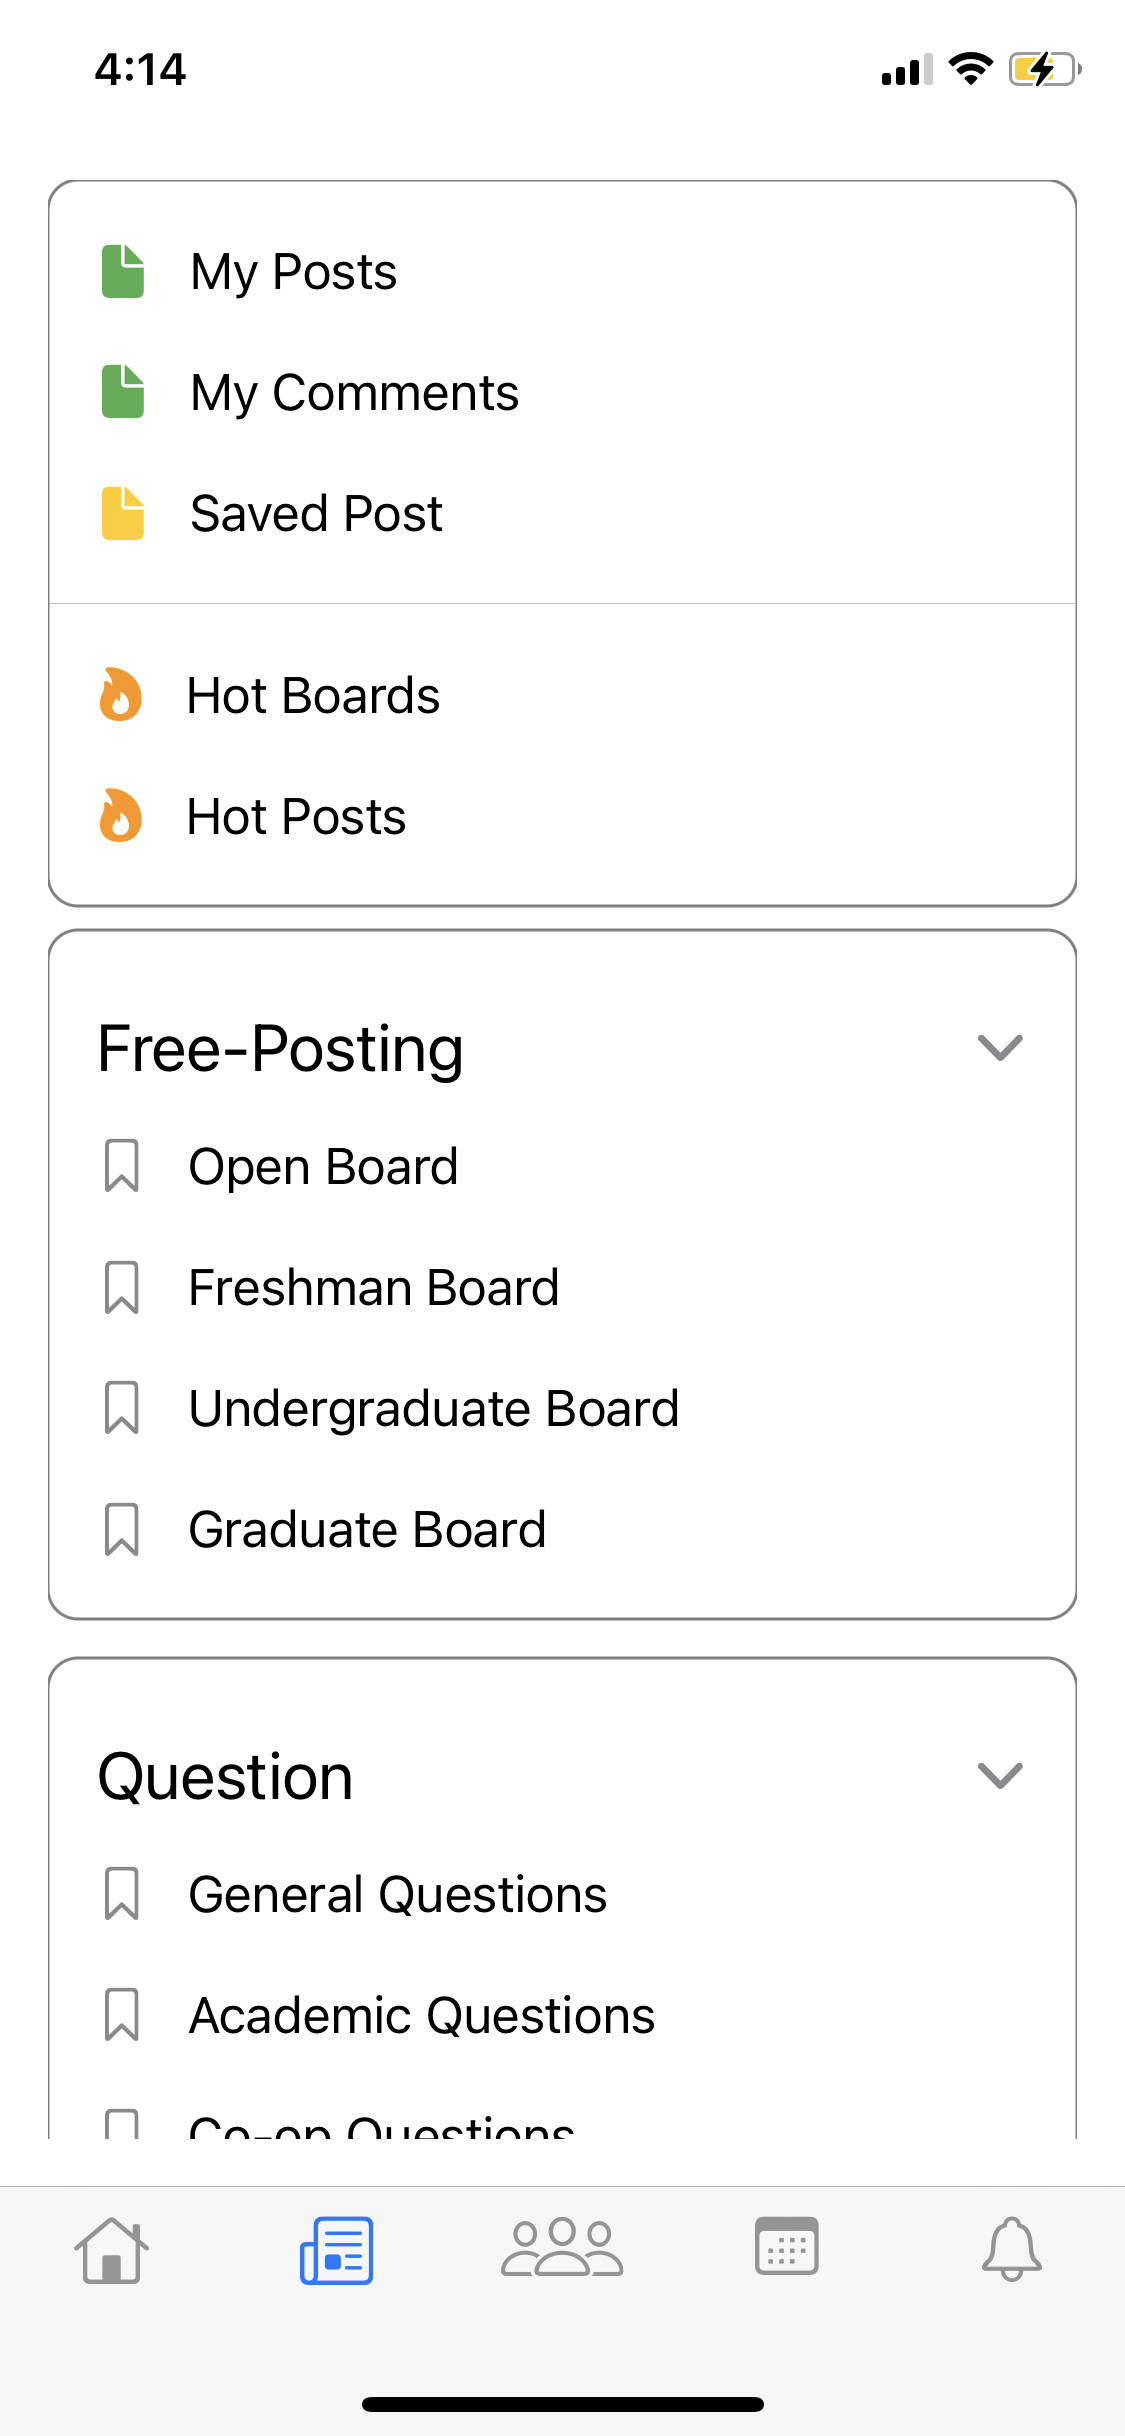 4:14
My Posts
My Comments
Saved Post
Hot Boards
Hot Posts
Free-Posting
Open Board
Freshman Board
Undergraduate Board
Graduate Board
Question
General Questions
Academic Questions
Co-op Questions